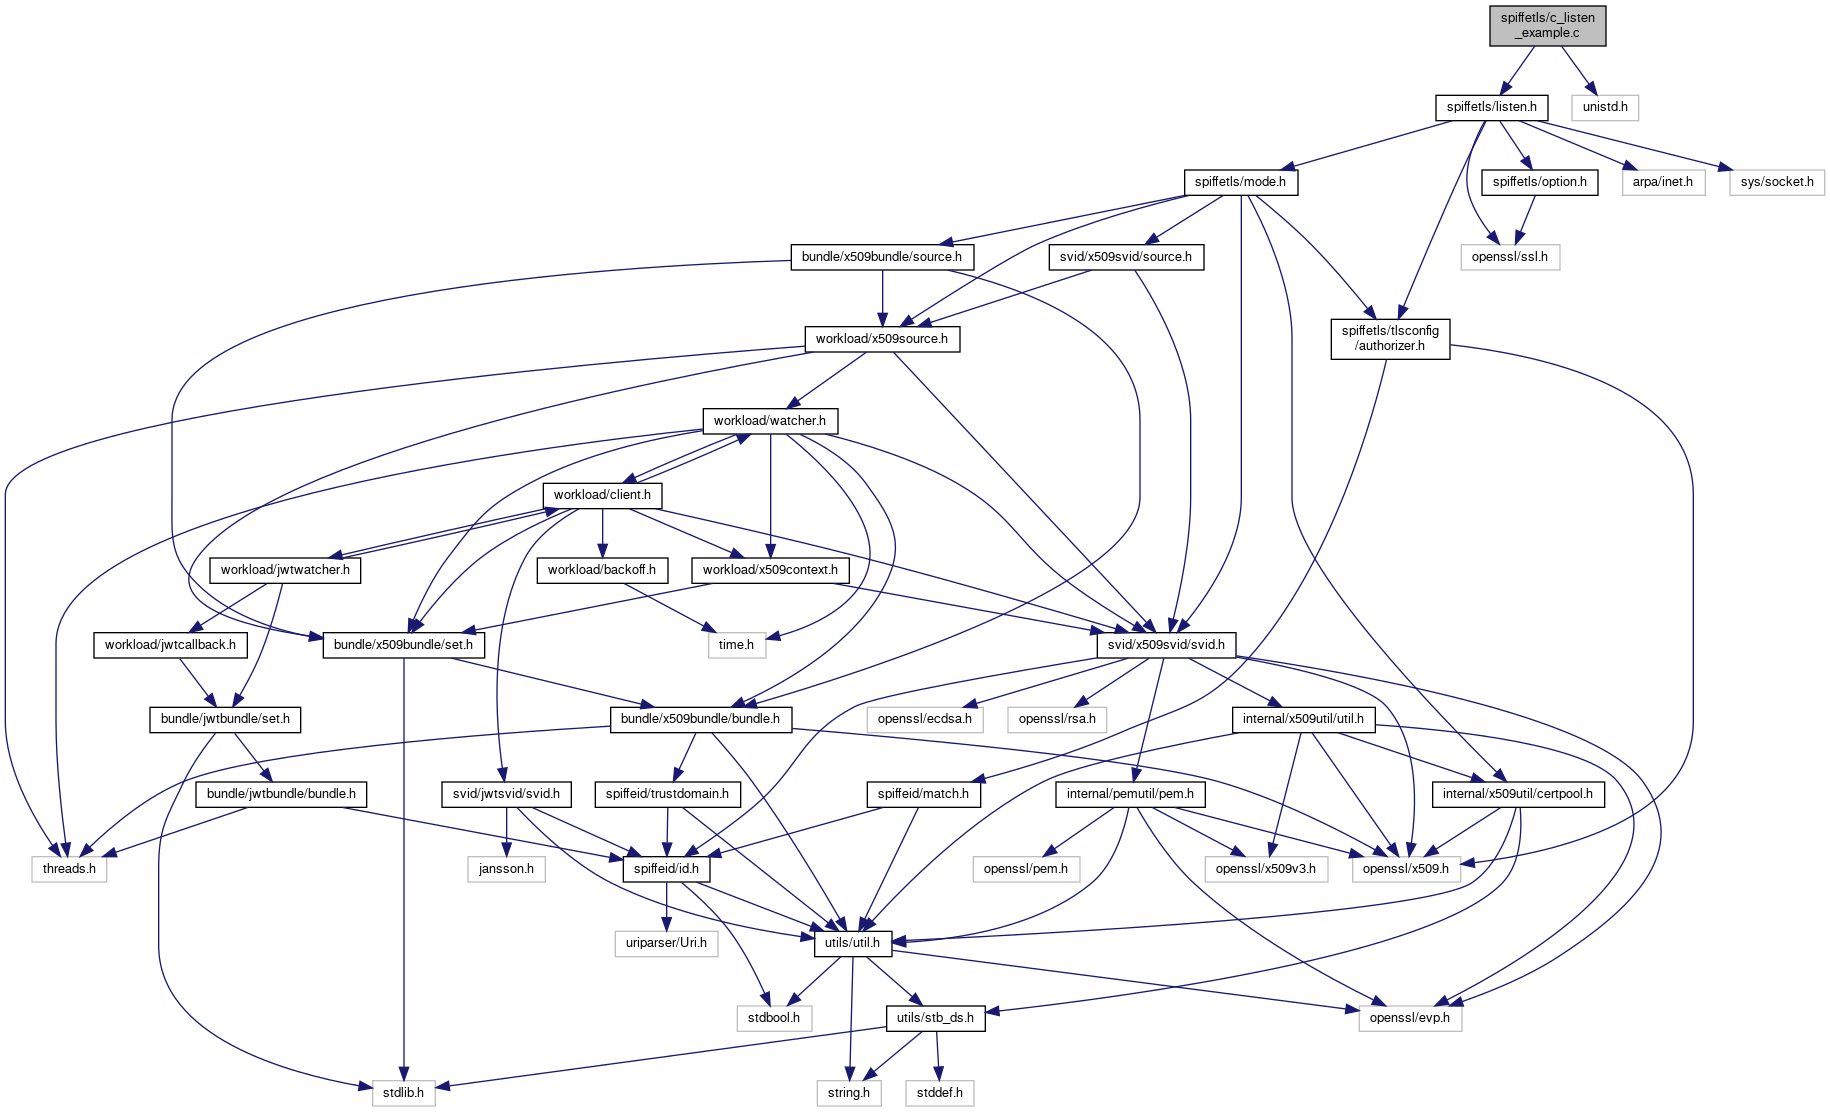 spiffetls/c_listen
_example.c
spiffetls/listen.h
unistd.h
spiffetls/mode.h
spiffetls/option.h
arpa/inet.h
sys/socket.h
bundle/x509bundle/source.h
svid/x509svid/source.h
openssl/ssl.h
workload/x509source.h
spiffetls/tlsconfig
/authorizer.h
workload/watcher.h
workload/client.h
workload/jwtwatcher.h
workload/backoff.h
workload/x509context.h
workload/jwtcallback.h
bundle/x509bundle/set.h
time.h
svid/x509svid/svid.h
bundle/jwtbundle/set.h
bundle/x509bundle/bundle.h
openssl/ecdsa.h
openssl/rsa.h
internal/x509util/util.h
bundle/jwtbundle/bundle.h
svid/jwtsvid/svid.h
spiffeid/trustdomain.h
spiffeid/match.h
internal/pemutil/pem.h
internal/x509util/certpool.h
threads.h
jansson.h
spiffeid/id.h
openssl/pem.h
openssl/x509v3.h
openssl/x509.h
uriparser/Uri.h
utils/util.h
stdbool.h
utils/stb_ds.h
openssl/evp.h
stdlib.h
string.h
stddef.h